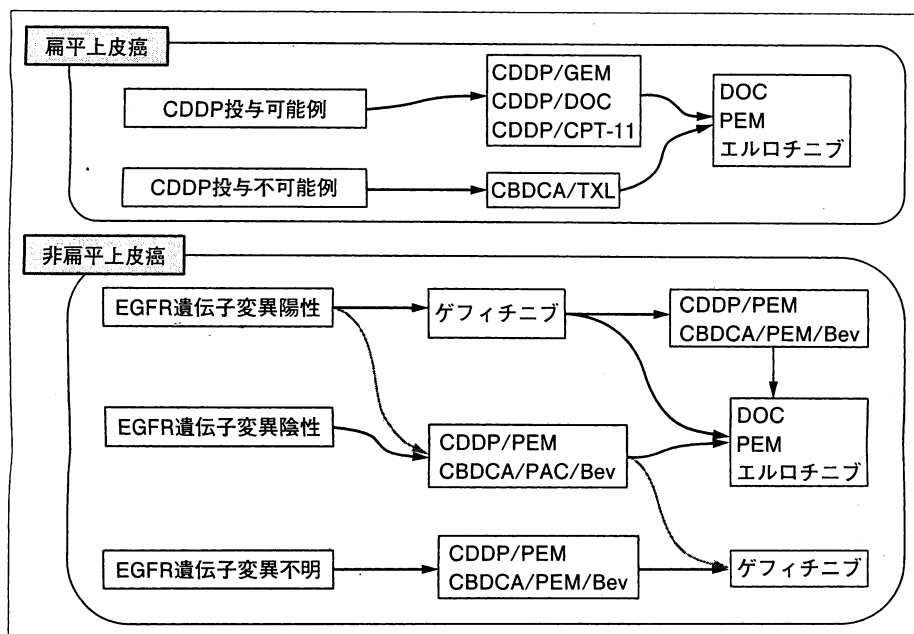 扁平上皮癌
CDDP投与可能例
CDDP/GEM
CDDP/DOC
CDDP/CPT-11
DOC
PEM
エルロチニブ
CDDP投与不可能例
CBDCA/TXL
非扁平上皮癌
EGFR遺伝子変異陽性
ゲフィチニブ
CDDP/PEM
CBDCA/PEM/Bev
EGFR遺伝子変異陰性
CDDP/PEM
CBDCA/PAC/Bev
DOC
PEM
エルロチニブ
EGFR遺伝子変異不明
CDDP/PEM
CBDCA/PEM/Bev
ゲフィチニブ